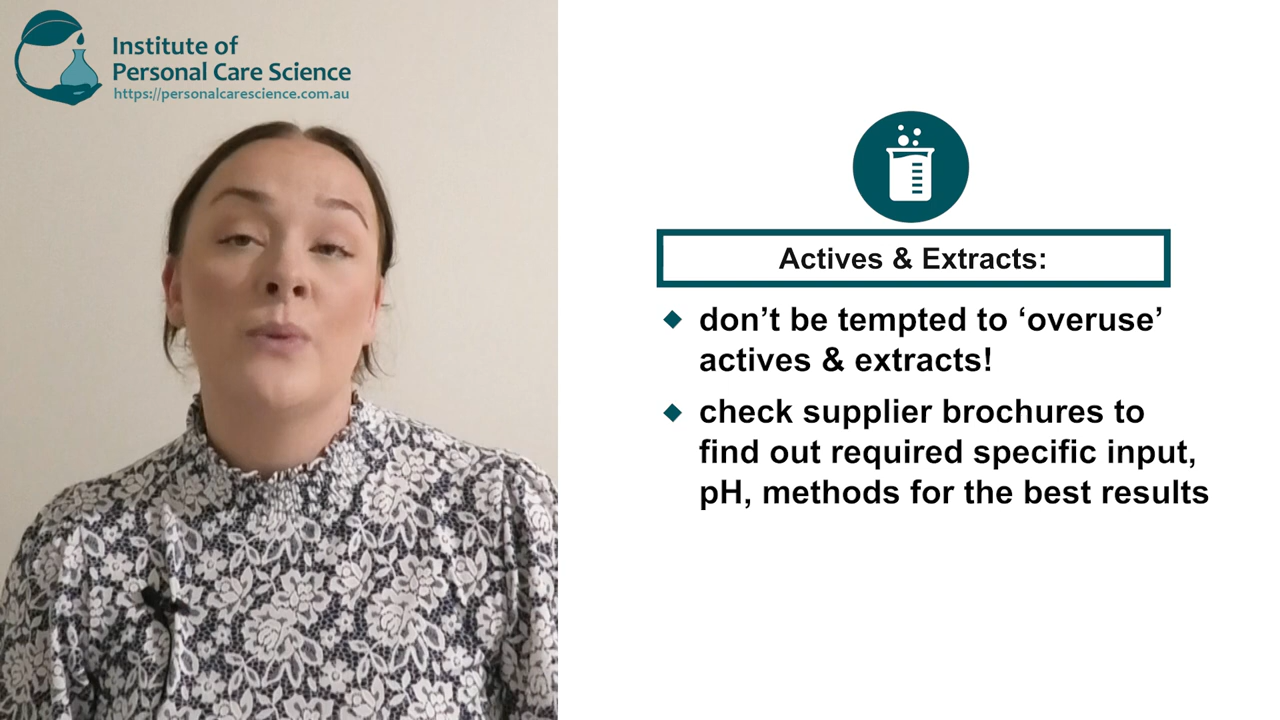 Institute of
Personal Care Science
https://personalcarescience.com.au
Actives & Extracts:
don’t be tempted to ‘overuse’
actives & extracts!
check supplier brochures to
find out required specific input,
pH, methods for the best results